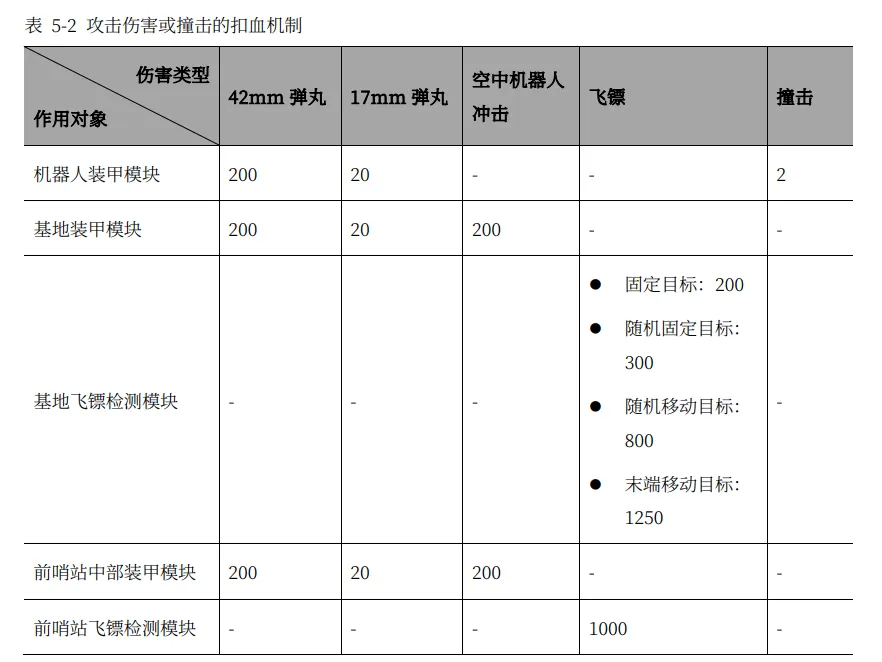 表 5-2 攻击伤害或撞击的扣血机制
伤害类型
作用对象
42mm 弹丸
17mm 弹丸
空中机器人
冲击
飞镖
撞击
机器人装甲模块 200 20 - - 2
基地装甲模块 200 20 200 - -
基地飞镖检测模块 - - -
● 固定目标：200
● 随机固定目标：
300
● 随机移动目标：
800
● 末端移动目标：
1250
-
前哨站中部装甲模块 200 20 200 - -
前哨站飞镖检测模块 - - - 1000 -